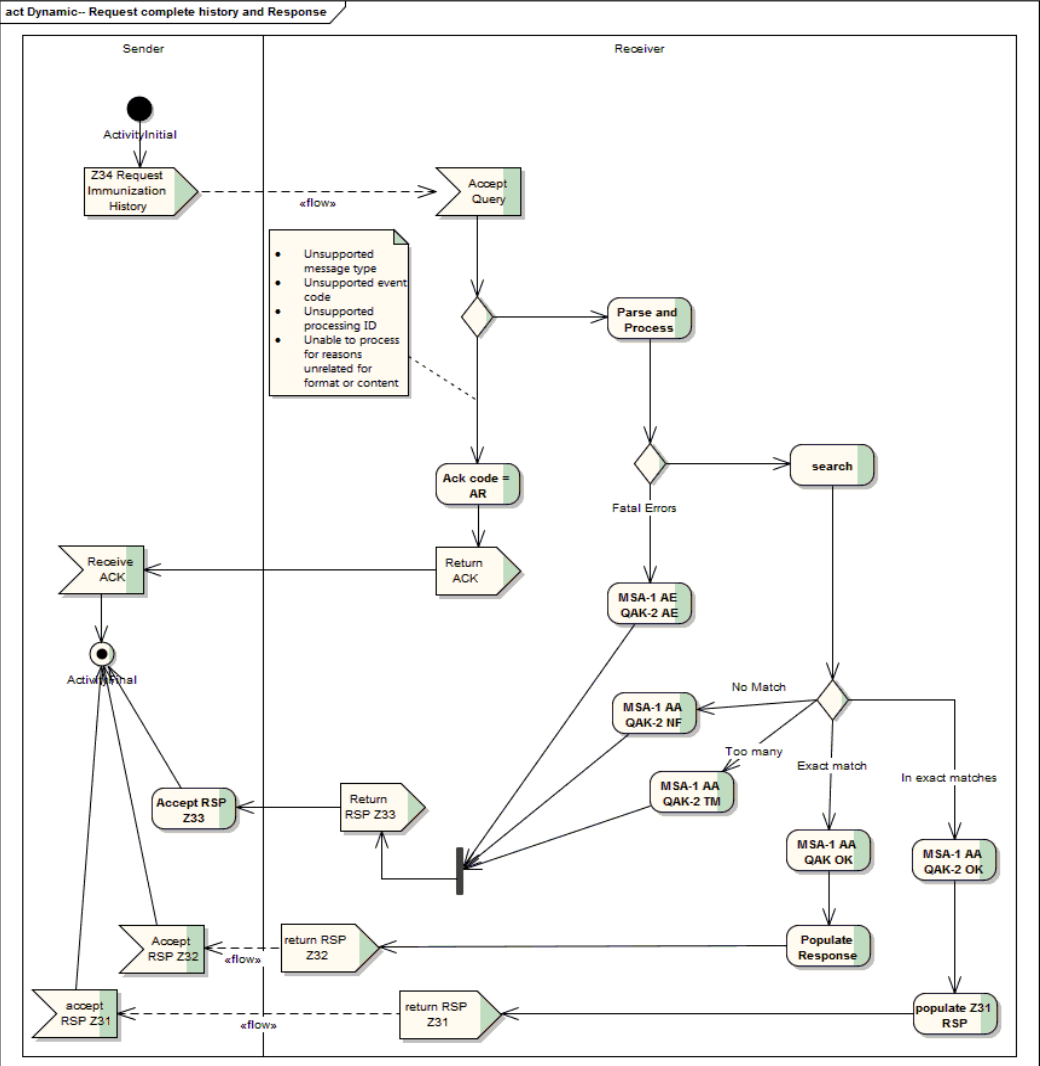 act Dynamic-- Request complete history and Response
Sender
Receiver
ActivityInitial
Z34 Request
Immunization
History
«flow»
Accept
Query
• Unsupported
message type
• Unsupported event
code
• Unsupported
processing ID
• Unable to process
for reasons
unrelated for
format or content
Parse and
Process
Ack code =
AR
search
Fatal Errors
Receive
ACK
Return
ACK
MSA-1 AE
QAK-2 AE
ActivityFinal
No Match
MSA-1 AA
QAK-2 NF
Too many
Exact match
In exact matches
MSA-1 AA
QAK-2 TM
Accept RSP
Z33
Return
RSP Z33
MSA-1 AA
QAK OK
MSA-1 AA
QAK-2 OK
Accept
RSP Z32
«flow»
return RSP
Z32
Populate
Response
accept
RSP Z31
«flow»
return RSP
Z31
populate Z31
RSP